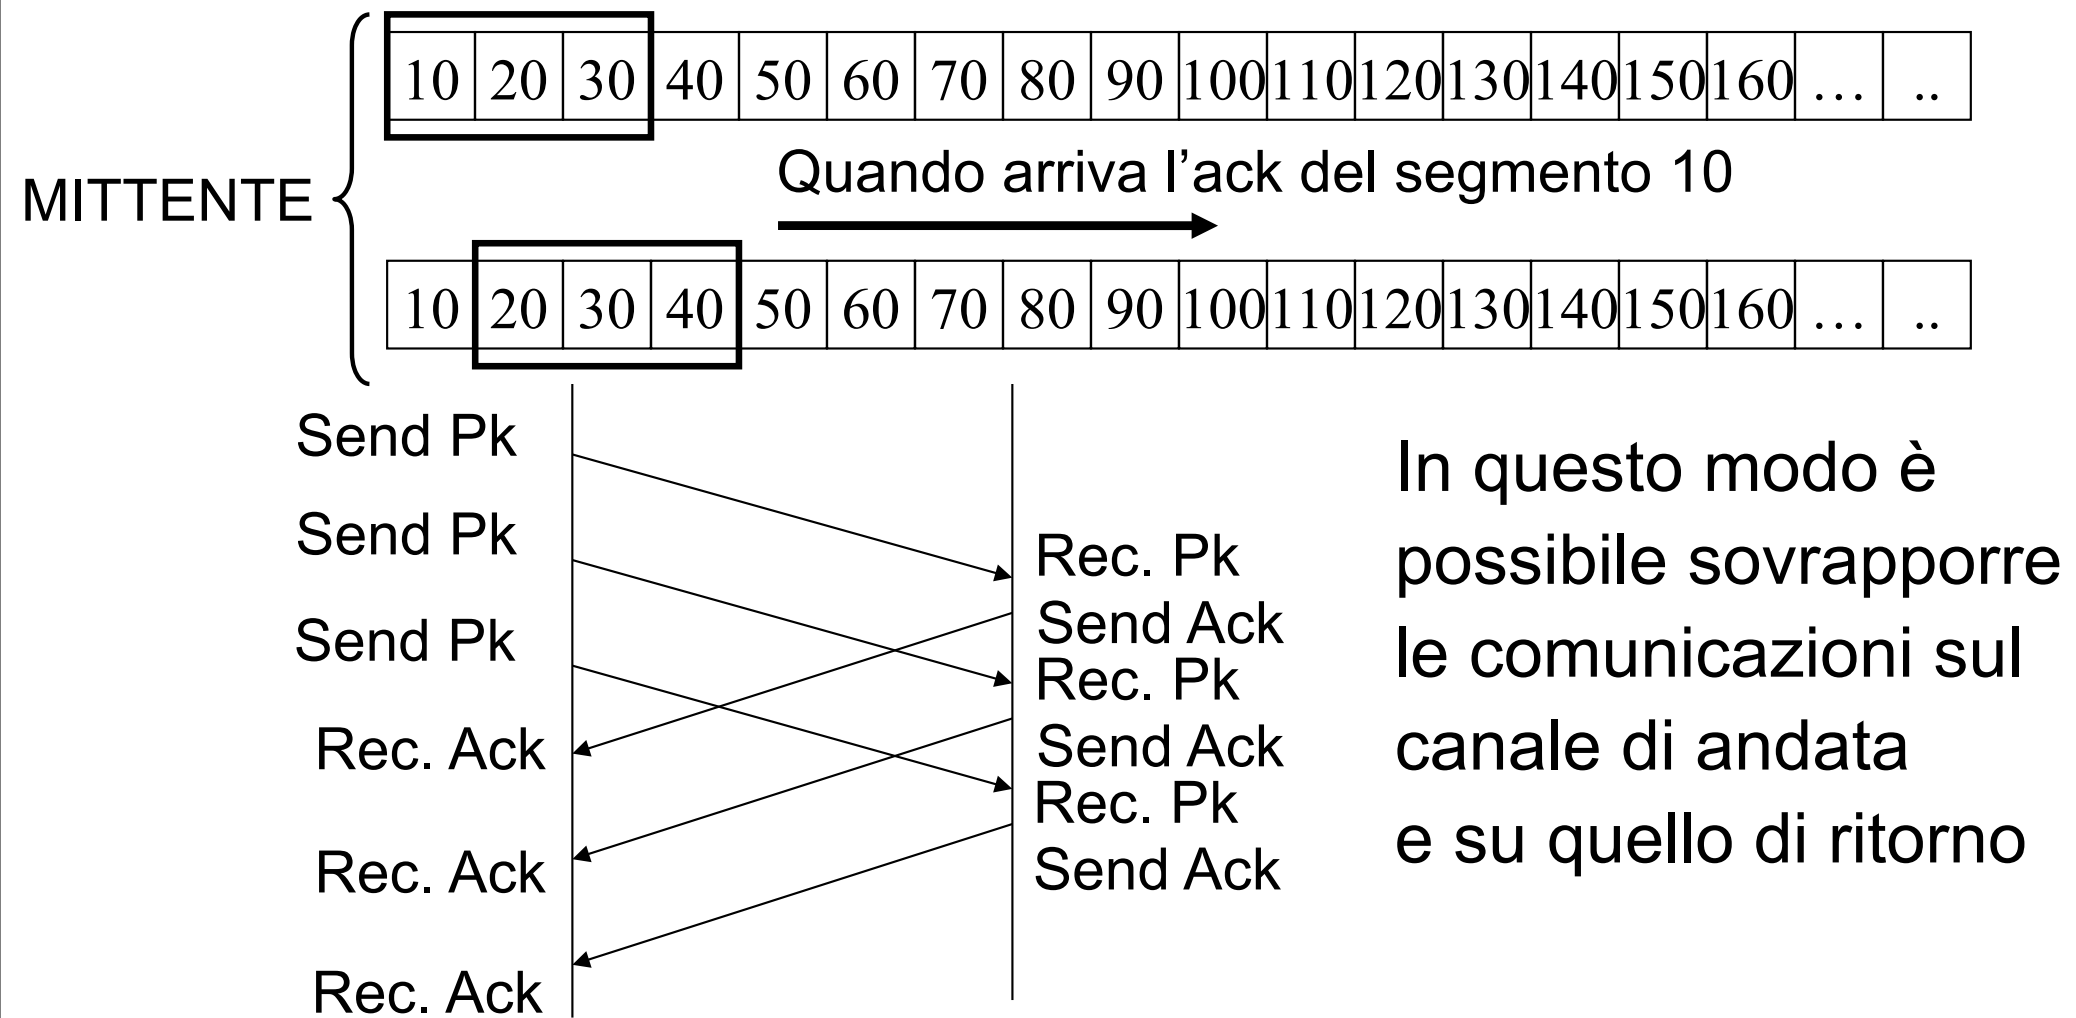 10 20 30 40 50 60 70 80 90 100 110 120 130 140 150 160 … ..
MITTENTE
Quando arriva l’ack del segmento 10
10 20 30 40 50 60 70 80 90 100 110 120 130 140 150 160 … ..
Send Pk
Send Pk
Send Pk
Rec. Ack
Rec. Ack
Rec. Ack
Rec. Pk
Send Ack
Rec. Pk
Send Ack
Rec. Pk
Send Ack
In questo modo è
possibile sovrapporre
le comunicazioni sul
canale di andata
e su quello di ritorno